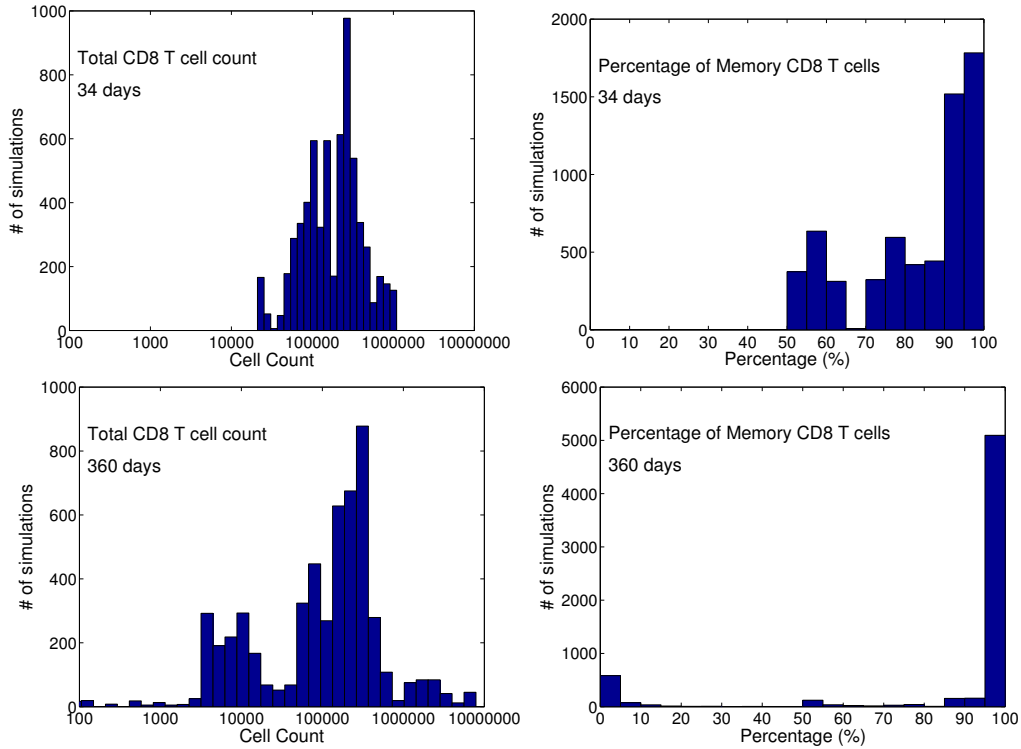 1000
800
600
400
200
0
# of simulations
Total CD8 T cell count
34 days
100 1000 10000 100000 1000000 10000000
Cell Count
2000
1500
1000
500
0
# of simulations
Percentage of Memory CD8 T cells
34 days
0 10 20 30 40 50 60 70 80 90 100
Percentage (%)
1000
800
600
400
200
0
# of simulations
Total CD8 T cell count
360 days
100 1000 10000 100000 1000000 10000000
Cell Count
6000
5000
4000
3000
2000
1000
0
# of simulations
Percentage of Memory CD8 T cells
360 days
0 10 20 30 40 50 60 70 80 90 100
Percentage (%)